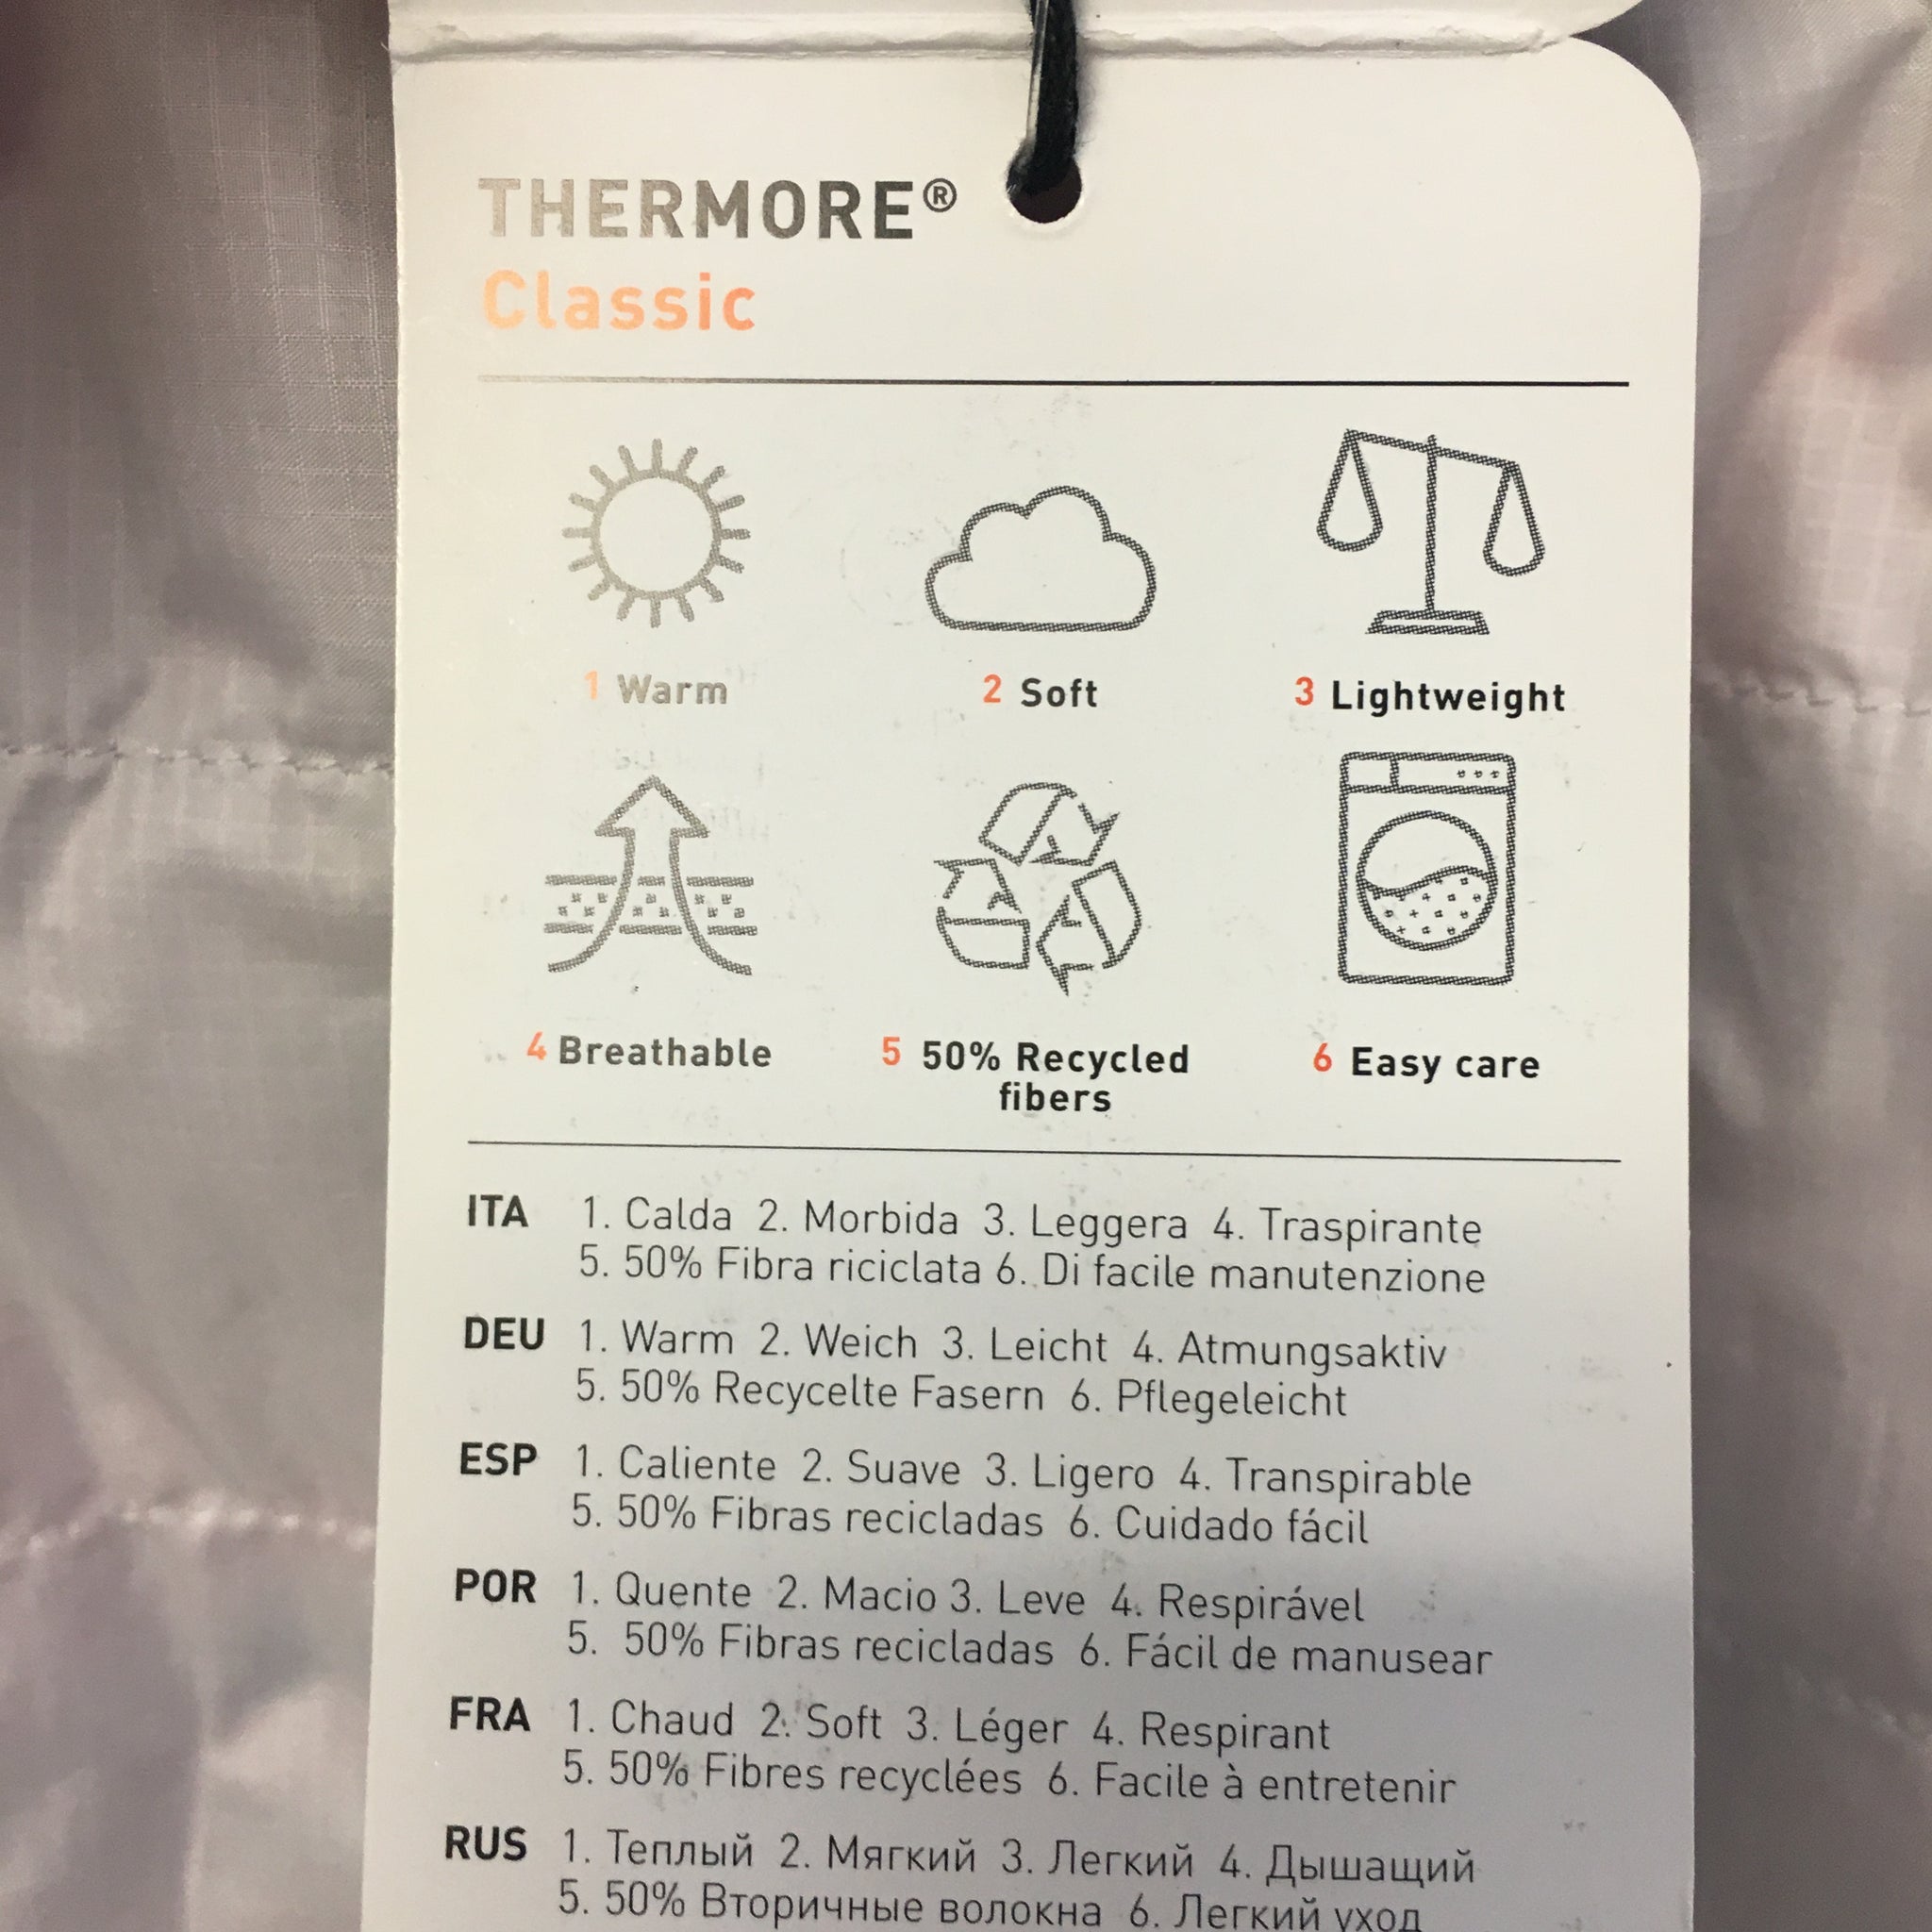 THERMORE®
Classic
1 Warm
2 Soft
3 Lightweight
4 Breathable
5 50% Recycled
fibers
6 Easy care
ITA 1. Calda 2. Morbida 3. Leggera 4. Traspirante
5. 50% Fibra riciclata 6. Di facile manutenzione
DEU 1. Warm 2. Weich 3. Leicht 4. Atmungsaktiv
5. 50% Recycelte Fasern 6. Pflegeleicht
ESP 1. Caliente 2. Suave 3. Ligero 4. Transpirable
5. 50% Fibras recicladas 6. Cuidado fácil
POR 1. Quente 2. Macio 3. Leve 4. Respirável
5. 50% Fibras recicladas 6. Fácil de manusear
FRA 1. Chaud 2. Soft 3. Léger 4. Respirant
5. 50% Fibres recyclées 6. Facile à entretenir
RUS 1. Теплый 2. Мягкий 3. Легкий 4. Дышащий
5. 50% Вторичные волокна 6. Легкий уход